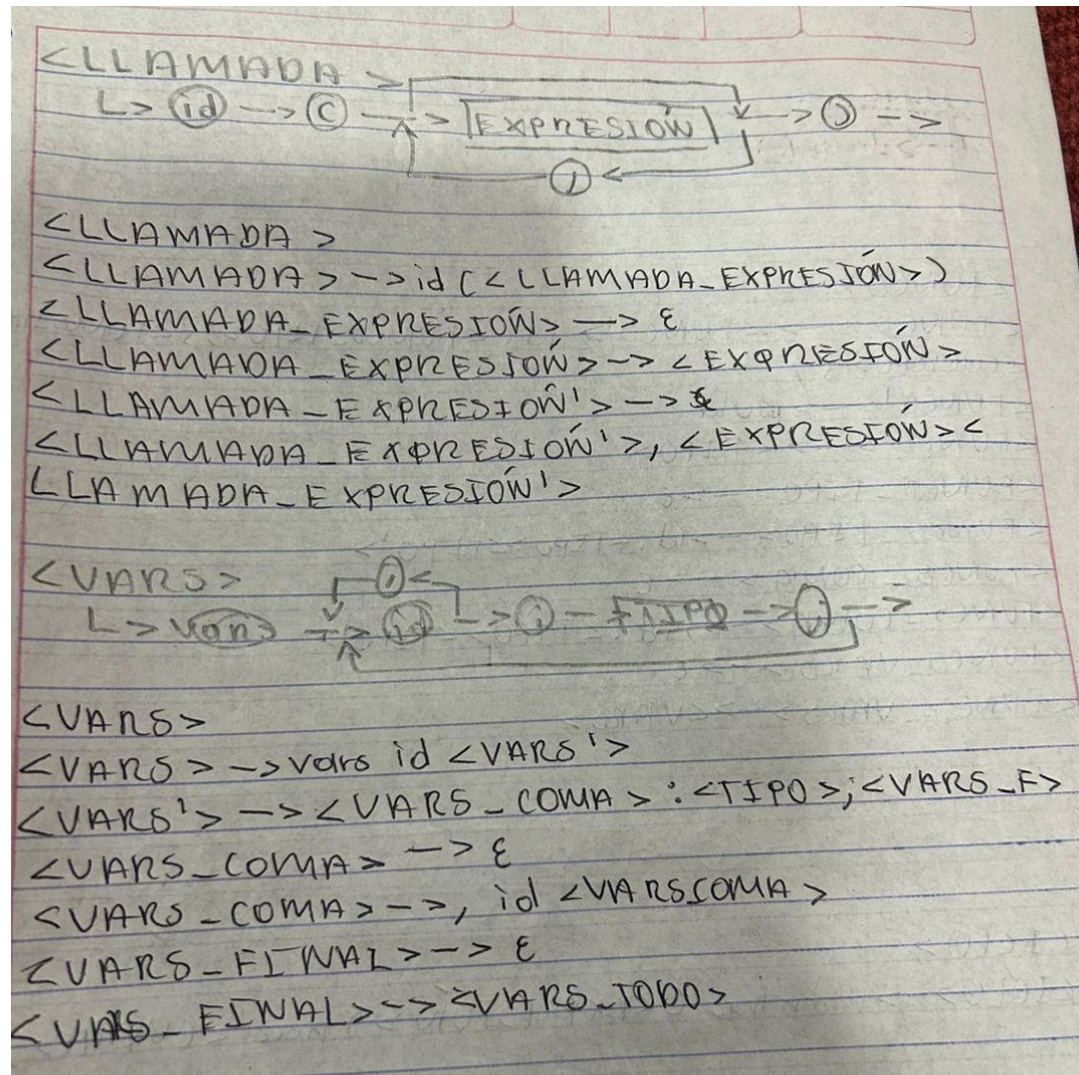 <LLAMADA>
L> id -> ( -> EXPRESIÓN -> ) ->
,
<LLAMADA>
<LLAMADA> -> id (<LLAMADA_EXPRESIÓN>)
<LLAMADA_EXPRESIÓN> -> ε
<LLAMADA_EXPRESIÓN> -> <EXPRESIÓN>
<LLAMADA_EXPRESIÓN'> -> ε
<LLAMADA_EXPRESIÓN'>, <EXPRESIÓN><
LLAMADA_EXPRESIÓN'>
<VARS>
,
L> vars -> id -> : - TIPO -> ; ->
<VARS>
<VARS> -> vars id <VARS'>
<VARS'> -> <VARS_COMA> : <TIPO>; <VARS_F>
<VARS_COMA> -> ε
<VARS_COMA> ->, id <VARSCOMA>
<VARS_FINAL> -> ε
<VARS_FINAL> -> <VARS_TODO>